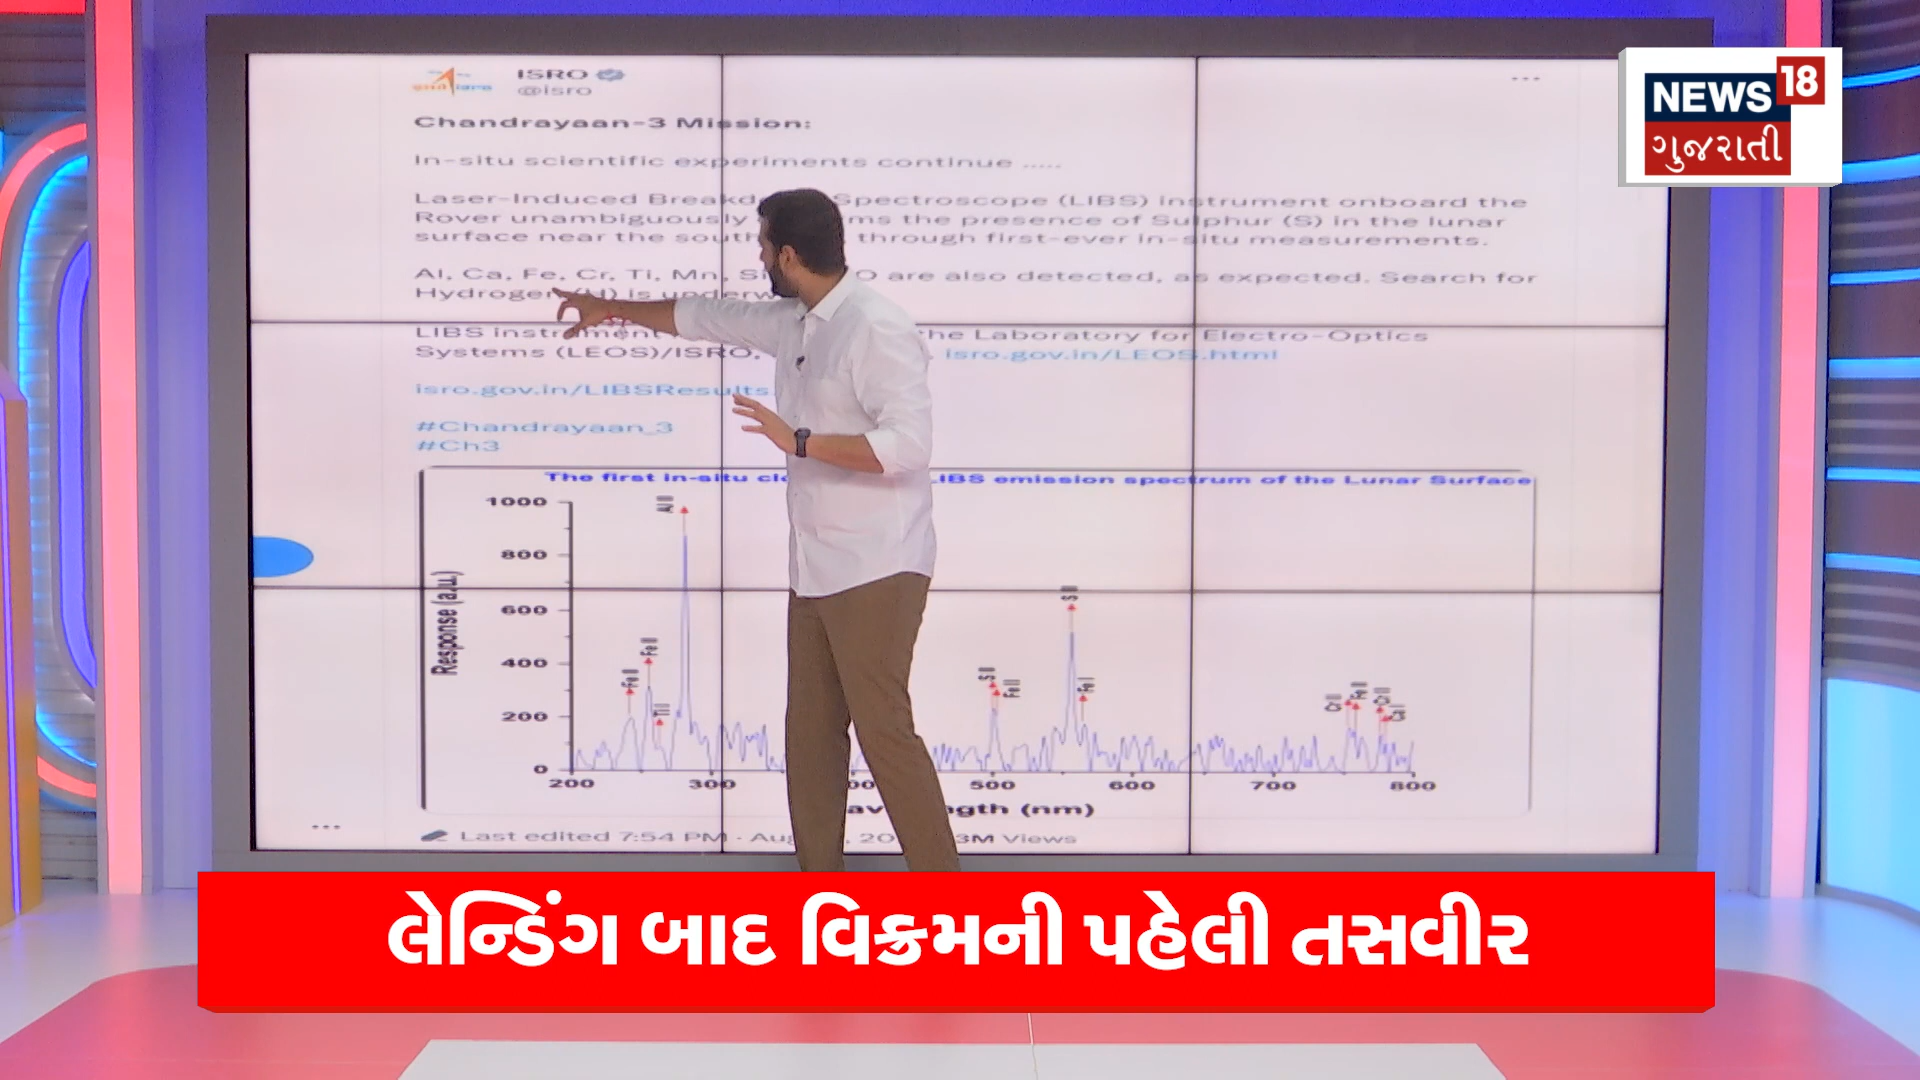 ISRO
@isro
Chandrayaan-3 Mission:
In-situ scientific experiments continue .....
Laser-Induced Spectroscope (LIBS) instrument onboard the
Rover unambiguously the presence of Sulphur (S) in the lunar
surface near the south through first-ever in-situ measurements.
Al, Ca, Fe, Cr, Ti, Mn, Si O are also detected, as expected. Search for
Hydrogen (H) is
LIBS instrument the Laboratory for Electro-Optics
Systems (LEOS)/ISRO, isro.gov.in/LEOS.html
isro.gov.in/LIBSResults
#Chandrayaan_3
#Ch3
The first in-situ LIBS emission spectrum of the Lunar Surface
1000
800
600
400
200
0
Response (a.u.)
Fe II
Fe II
Ti I
Al II
S II
Fe II
S II
Fe I
Cr II
Fe II
Cr II
Ca I
200 300 500 600 700 800
(nm)
Last edited 7:54 PM · 3M Views
NEWS 18
ગુજરાતી
લેન્ડિંગ બાદ વિક્રમની પહેલી તસવીર